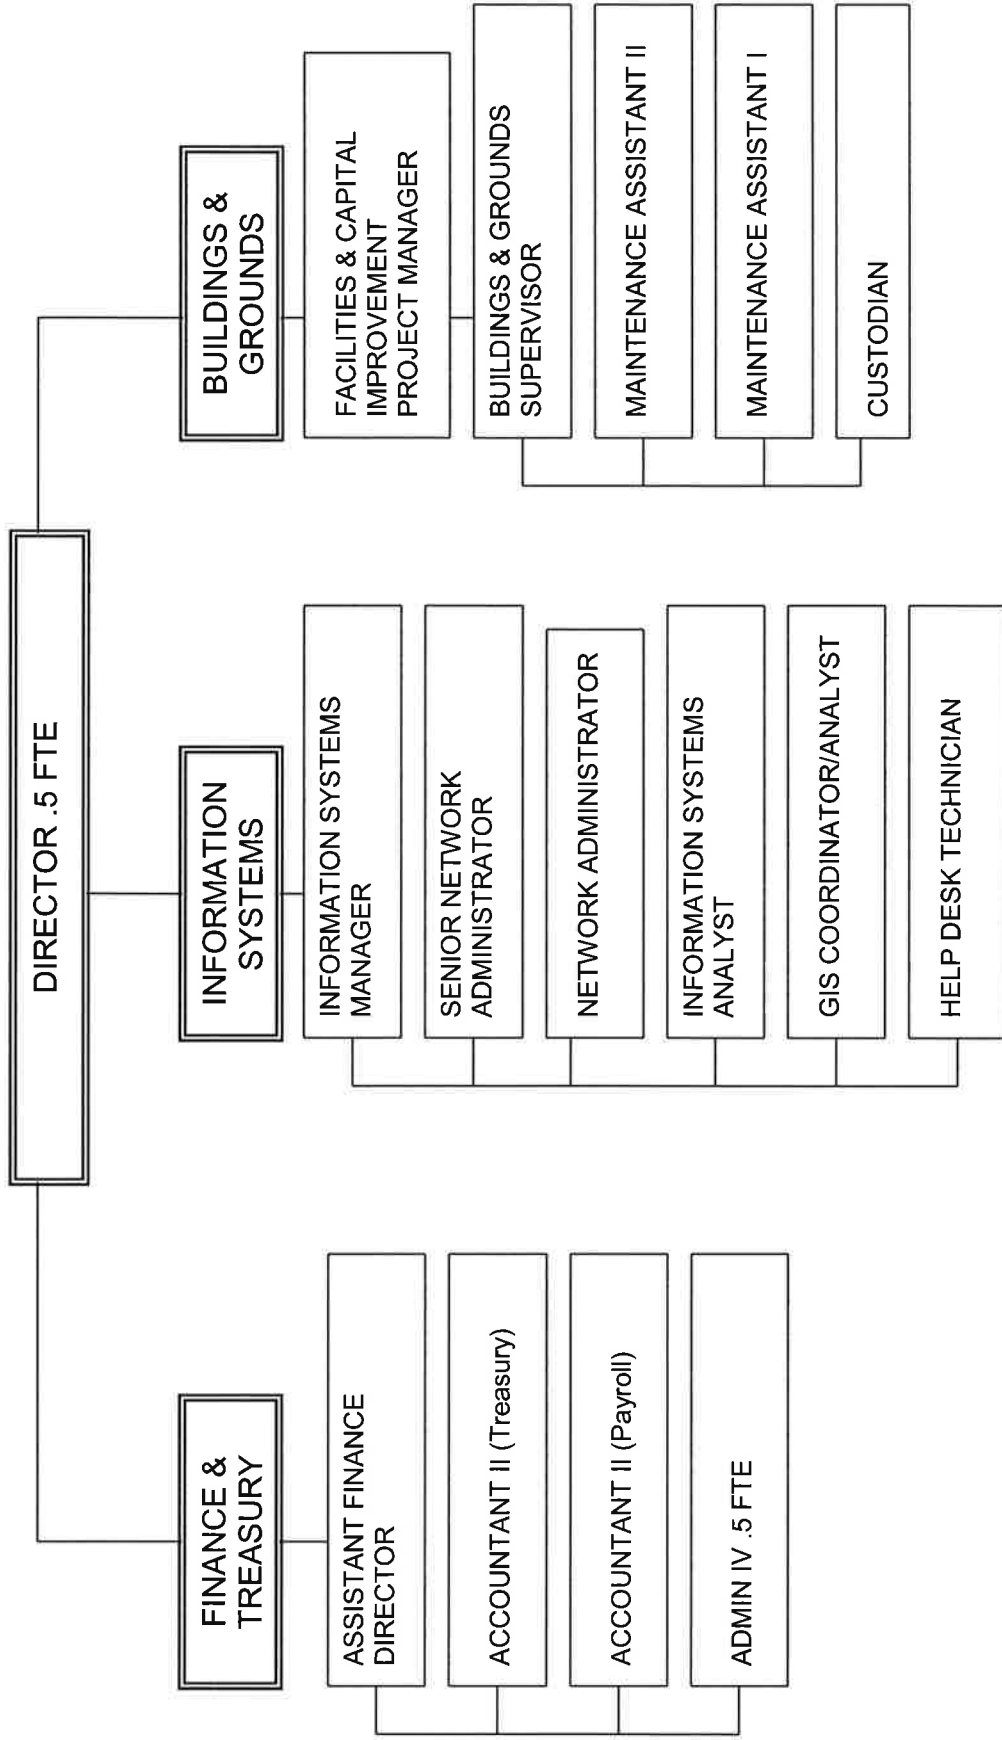 DIRECTOR .5 FTE
FINANCE &
TREASURY
ASSISTANT FINANCE
DIRECTOR
ACCOUNTANT II (Treasury)
ACCOUNTANT II (Payroll)
ADMIN IV .5 FTE
INFORMATION
SYSTEMS
INFORMATION SYSTEMS
MANAGER
SENIOR NETWORK
ADMINISTRATOR
NETWORK ADMINISTRATOR
INFORMATION SYSTEMS
ANALYST
GIS COORDINATOR/ANALYST
HELP DESK TECHNICIAN
BUILDINGS &
GROUNDS
FACILITIES & CAPITAL
IMPROVEMENT
PROJECT MANAGER
BUILDINGS & GROUNDS
SUPERVISOR
MAINTENANCE ASSISTANT II
MAINTENANCE ASSISTANT I
CUSTODIAN